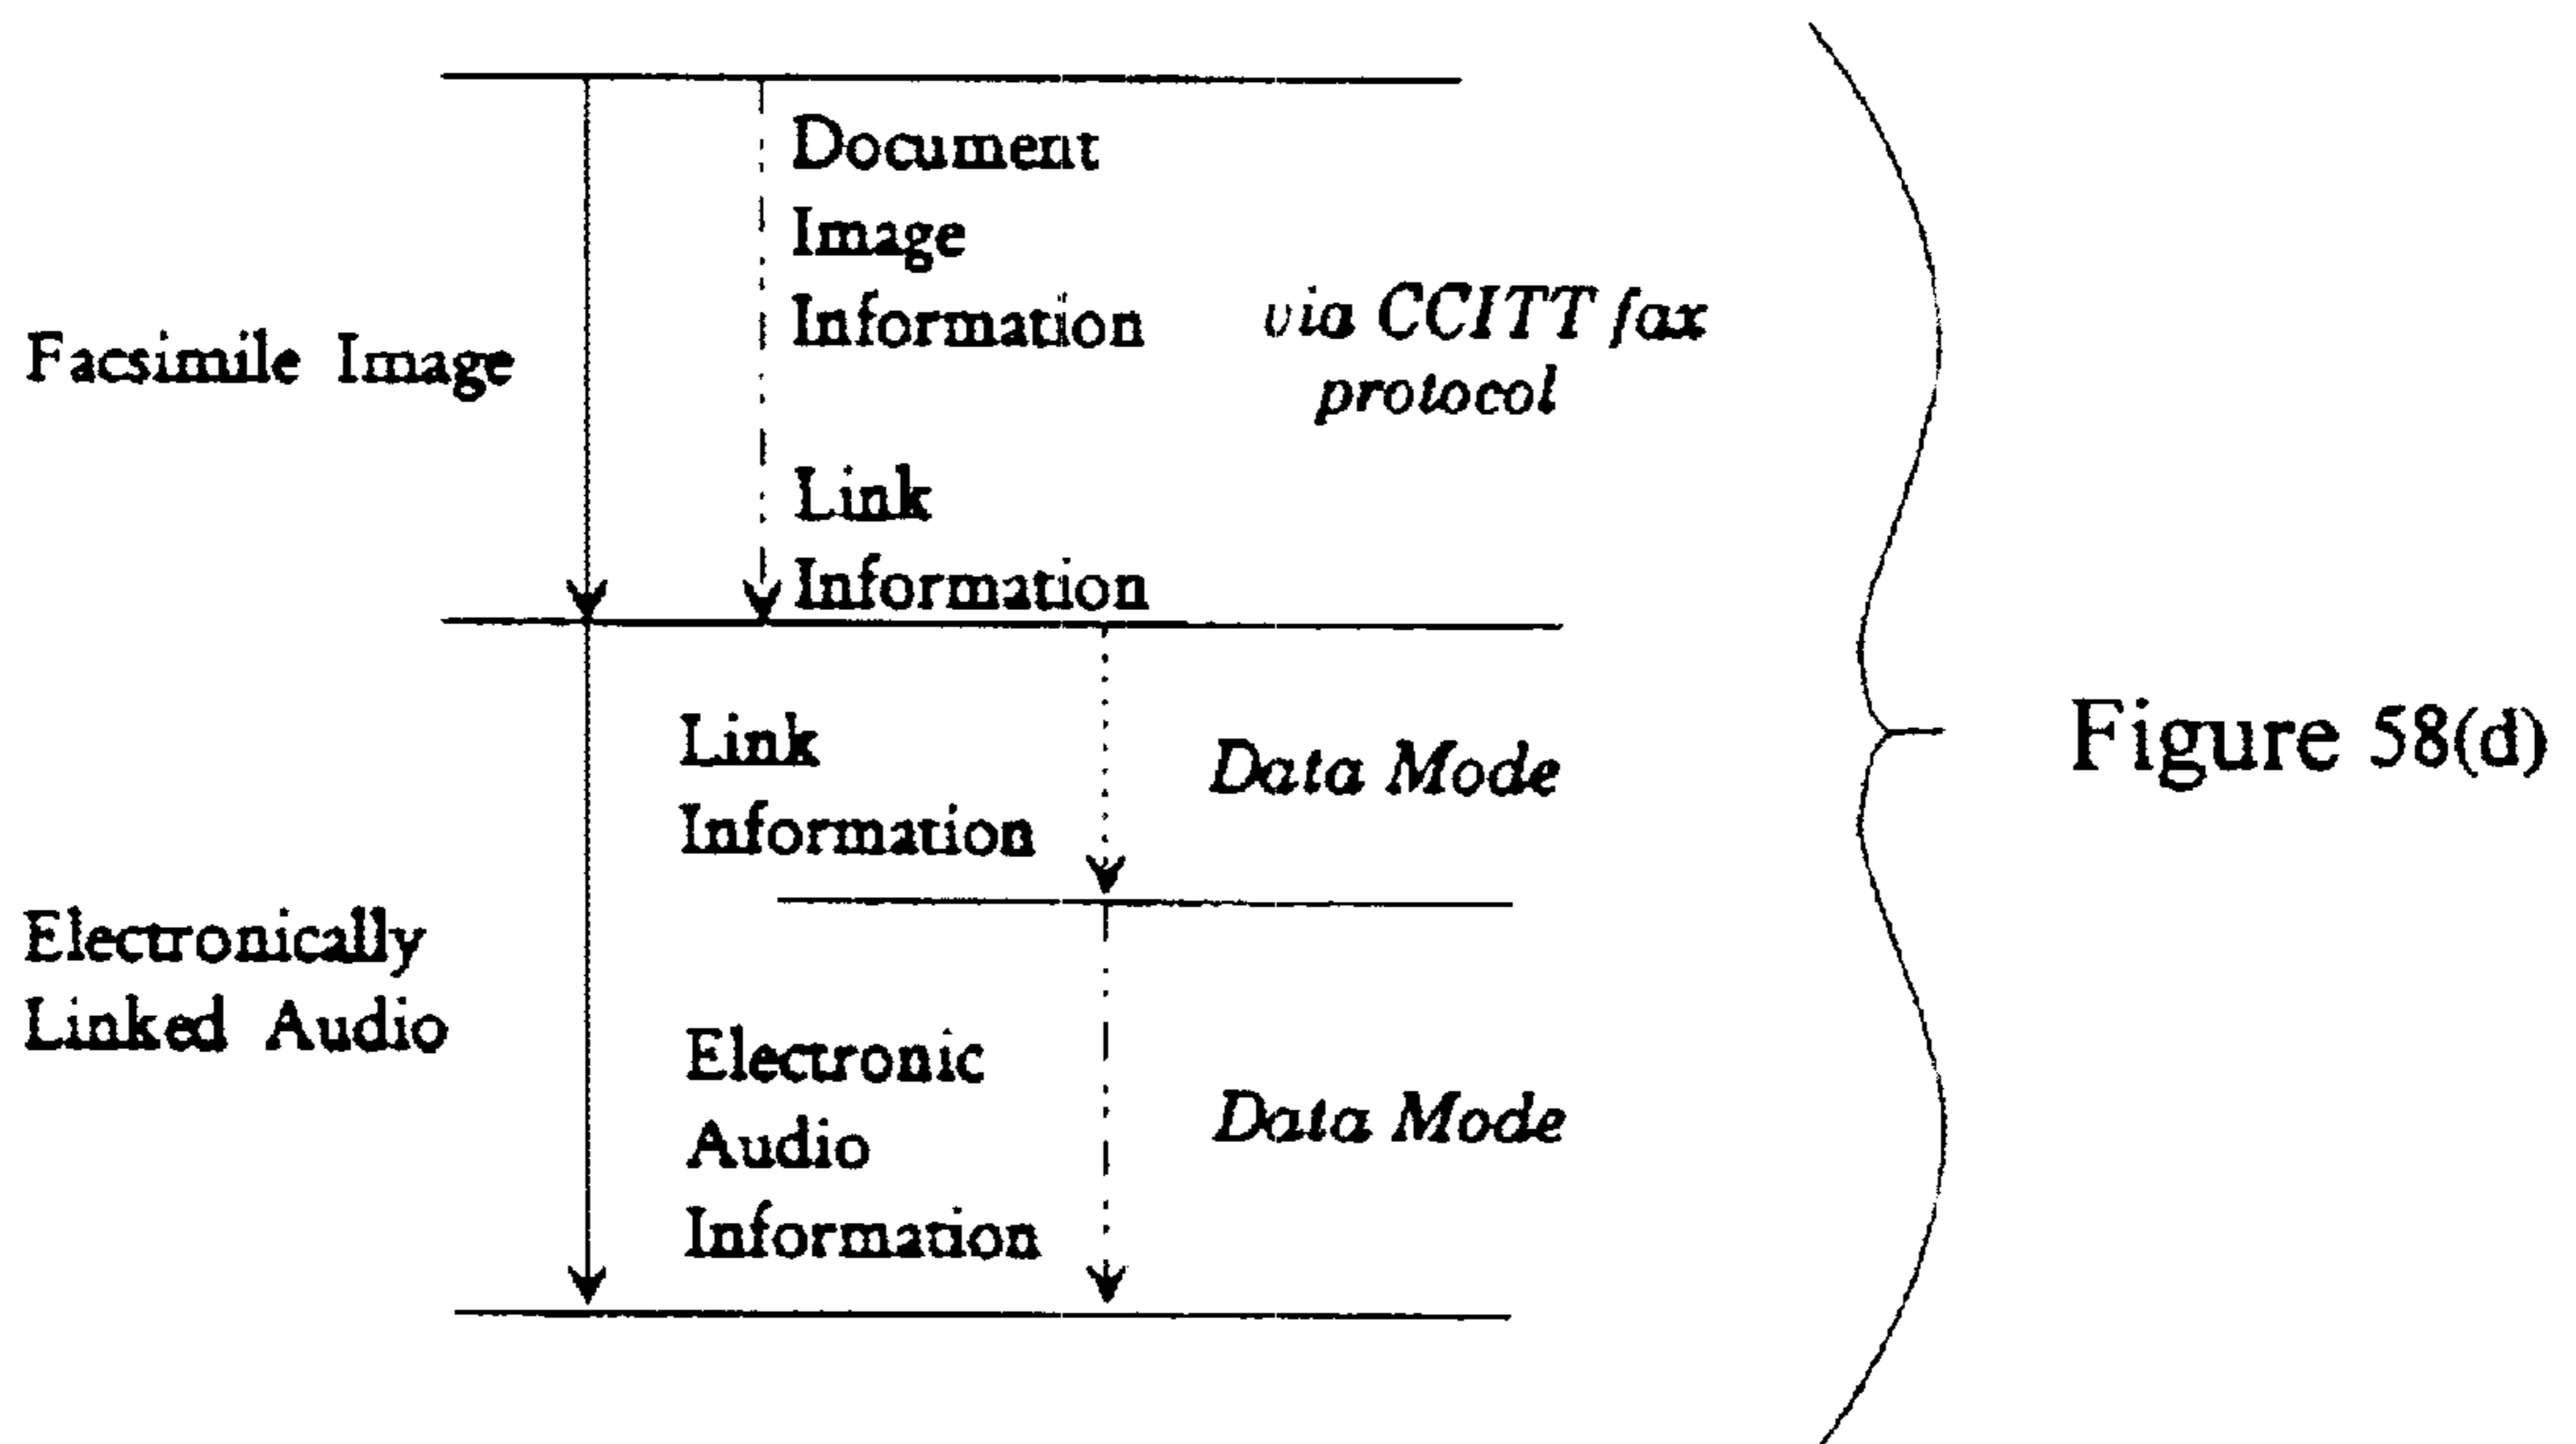 Document
Image
Information
via CCITT fax
protocol
Facsimile Image
Link
Information
Link
Information
Data Mode
Figure 58(d)
Electronically
Linked Audio
Electronic
Audio
Information
Data Mode